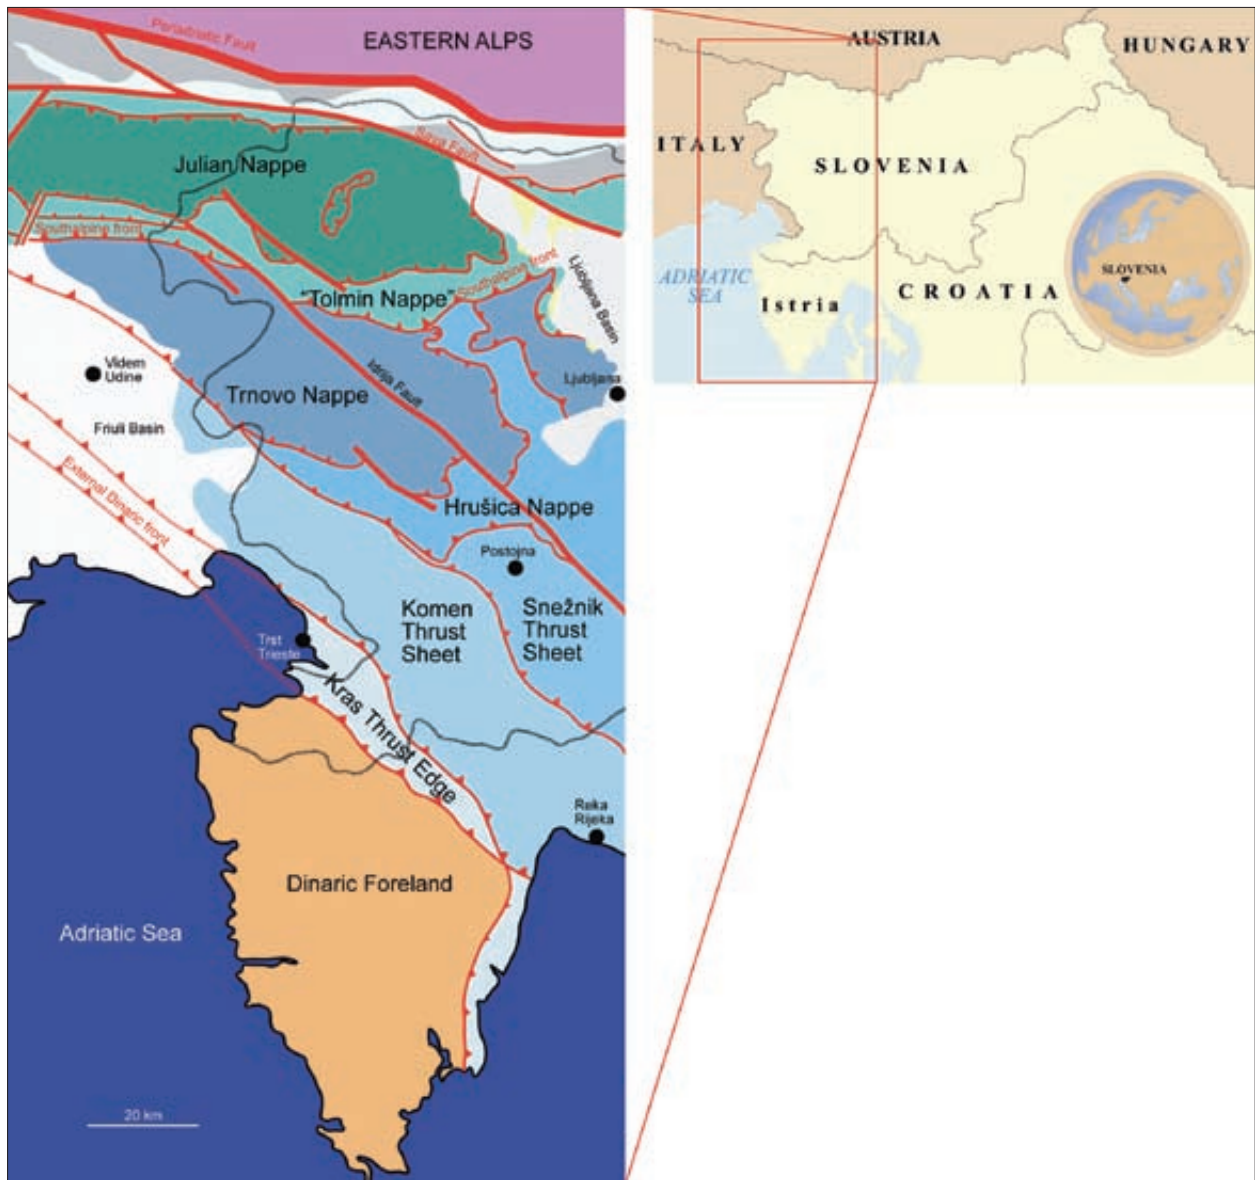 Periadriatic Fault
EASTERN ALPS
Sava Fault
Julian Nappe
Southalpine front
Southalpine front
"Tolmin Nappe"
Ljubljana Basin
Videm
Udine
Idrija Fault
Ljubljana
Trnovo Nappe
Friuli Basin
External Dinaric front
Hrušica Nappe
Postojna
Komen
Thrust
Sheet
Snežnik
Thrust
Sheet
Trst
Trieste
Kras Thrust Edge
Reka
Rijeka
Dinaric Foreland
Adriatic Sea
20 km
AUSTRIA
HUNGARY
ITALY
SLOVENIA
SLOVENIA
ADRIATIC
SEA
Istria
CROATIA